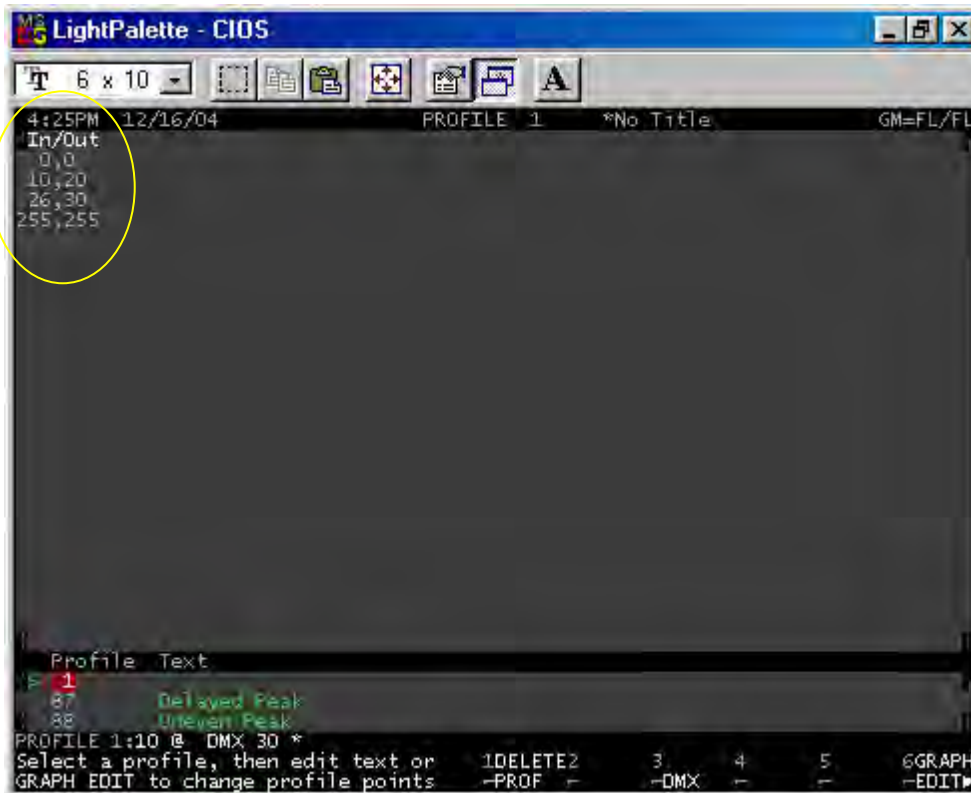 LightPalette - CIOS
6 x 10
4:25PM 12/16/04 PROFILE 1 *No Title GM=FL/FL
In/Out
0,0
10,20
26,30
255,255
Profile Text
> 1
87 Delayed Peak
88 Uneven Peak
PROFILE 1:10 @ DMX 30 *
Select a profile, then edit text or 1DELETE2 3 4 5 6GRAPH
GRAPH EDIT to change profile points —PROF — —DMX — — —EDIT►